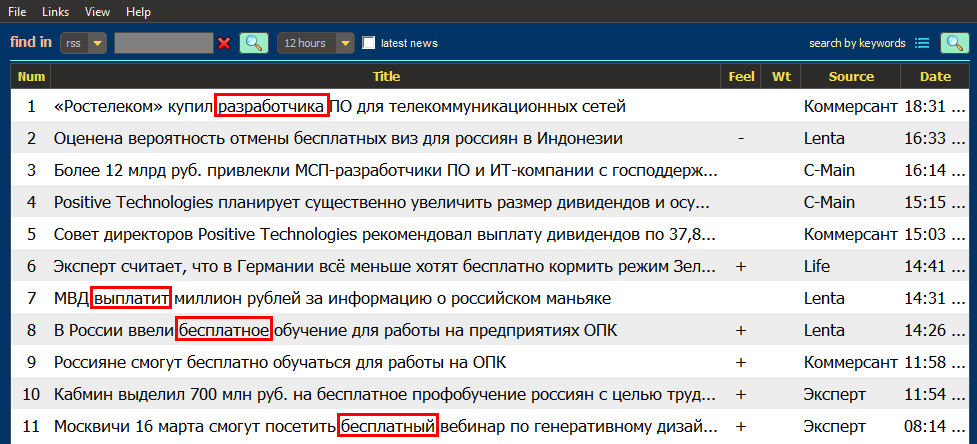 File Links View Help
find in rss 12 hours latest news search by keywords
Num Title Feel Wt Source Date
1 «Ростелеком» купил разработчика ПО для телекоммуникационных сетей Коммерсант 18:31 ...
2 Оценена вероятность отмены бесплатных виз для россиян в Индонезии - Lenta 16:33 ...
3 Более 12 млрд руб. привлекли МСП-разработчики ПО и ИТ-компании с господдерж... C-Main 16:14 ...
4 Positive Technologies планирует существенно увеличить размер дивидендов и осу... C-Main 15:15 ...
5 Совет директоров Positive Technologies рекомендовал выплату дивидендов по 37,8... Коммерсант 15:03 ...
6 Эксперт считает, что в Германии всё меньше хотят бесплатно кормить режим Зел... + Life 14:41 ...
7 МВД выплатит миллион рублей за информацию о российском маньяке Lenta 14:31 ...
8 В России ввели бесплатное обучение для работы на предприятиях ОПК + Lenta 14:26 ...
9 Россияне смогут бесплатно обучаться для работы на ОПК + Коммерсант 11:58 ...
10 Кабмин выделил 700 млн руб. на бесплатное профобучение россиян с целью труд... + Эксперт 11:54 ...
11 Москвичи 16 марта смогут посетить бесплатный вебинар по генеративному дизай... + Эксперт 08:14 ...